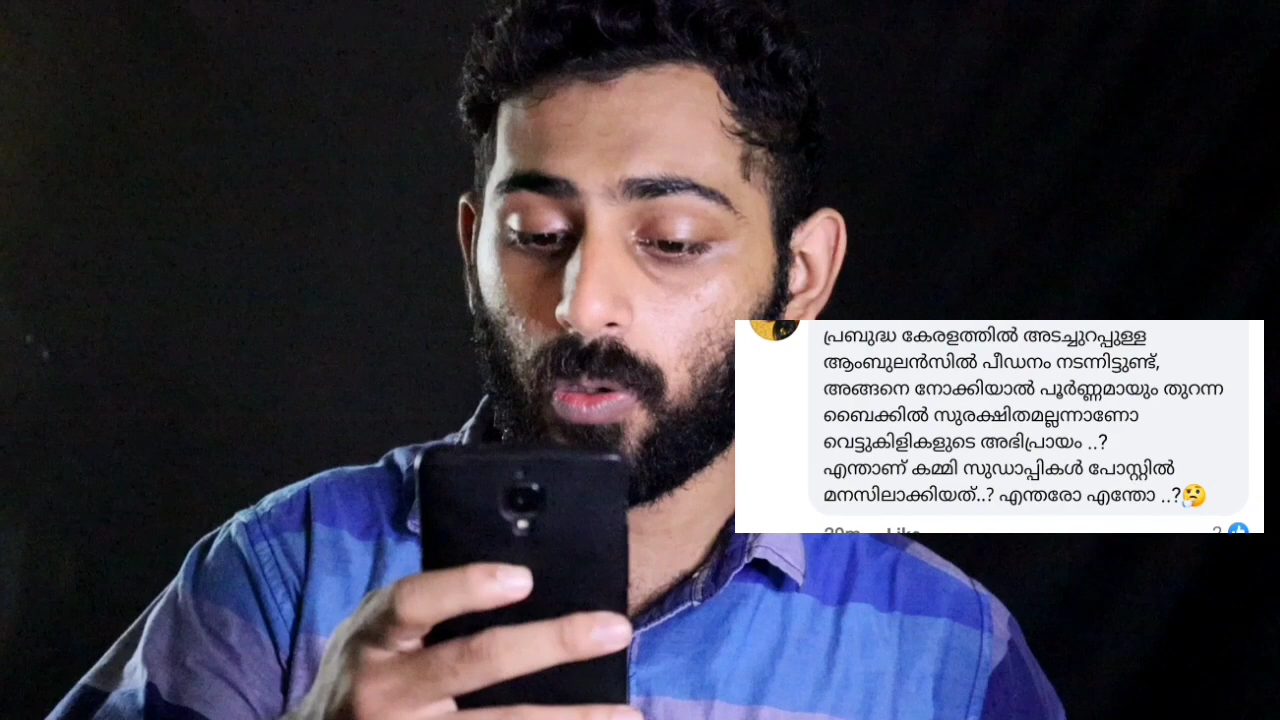 പ്രബുദ്ധ കേരളത്തിൽ അടച്ചുറപ്പുള്ള
ആംബുലൻസിൽ പീഡനം നടന്നിട്ടുണ്ട്,
അങ്ങനെ നോക്കിയാൽ പൂർണ്ണമായും തുറന്ന
ബൈക്കിൽ സുരക്ഷിതമല്ലന്നാണോ
വെട്ടുകിളികളുടെ അഭിപ്രായം ..?
എന്താണ് കമ്മി സുഡാപ്പികൾ പോസ്റ്റിൽ
മനസിലാക്കിയത്..? എന്തരോ എന്തോ ..?🤔